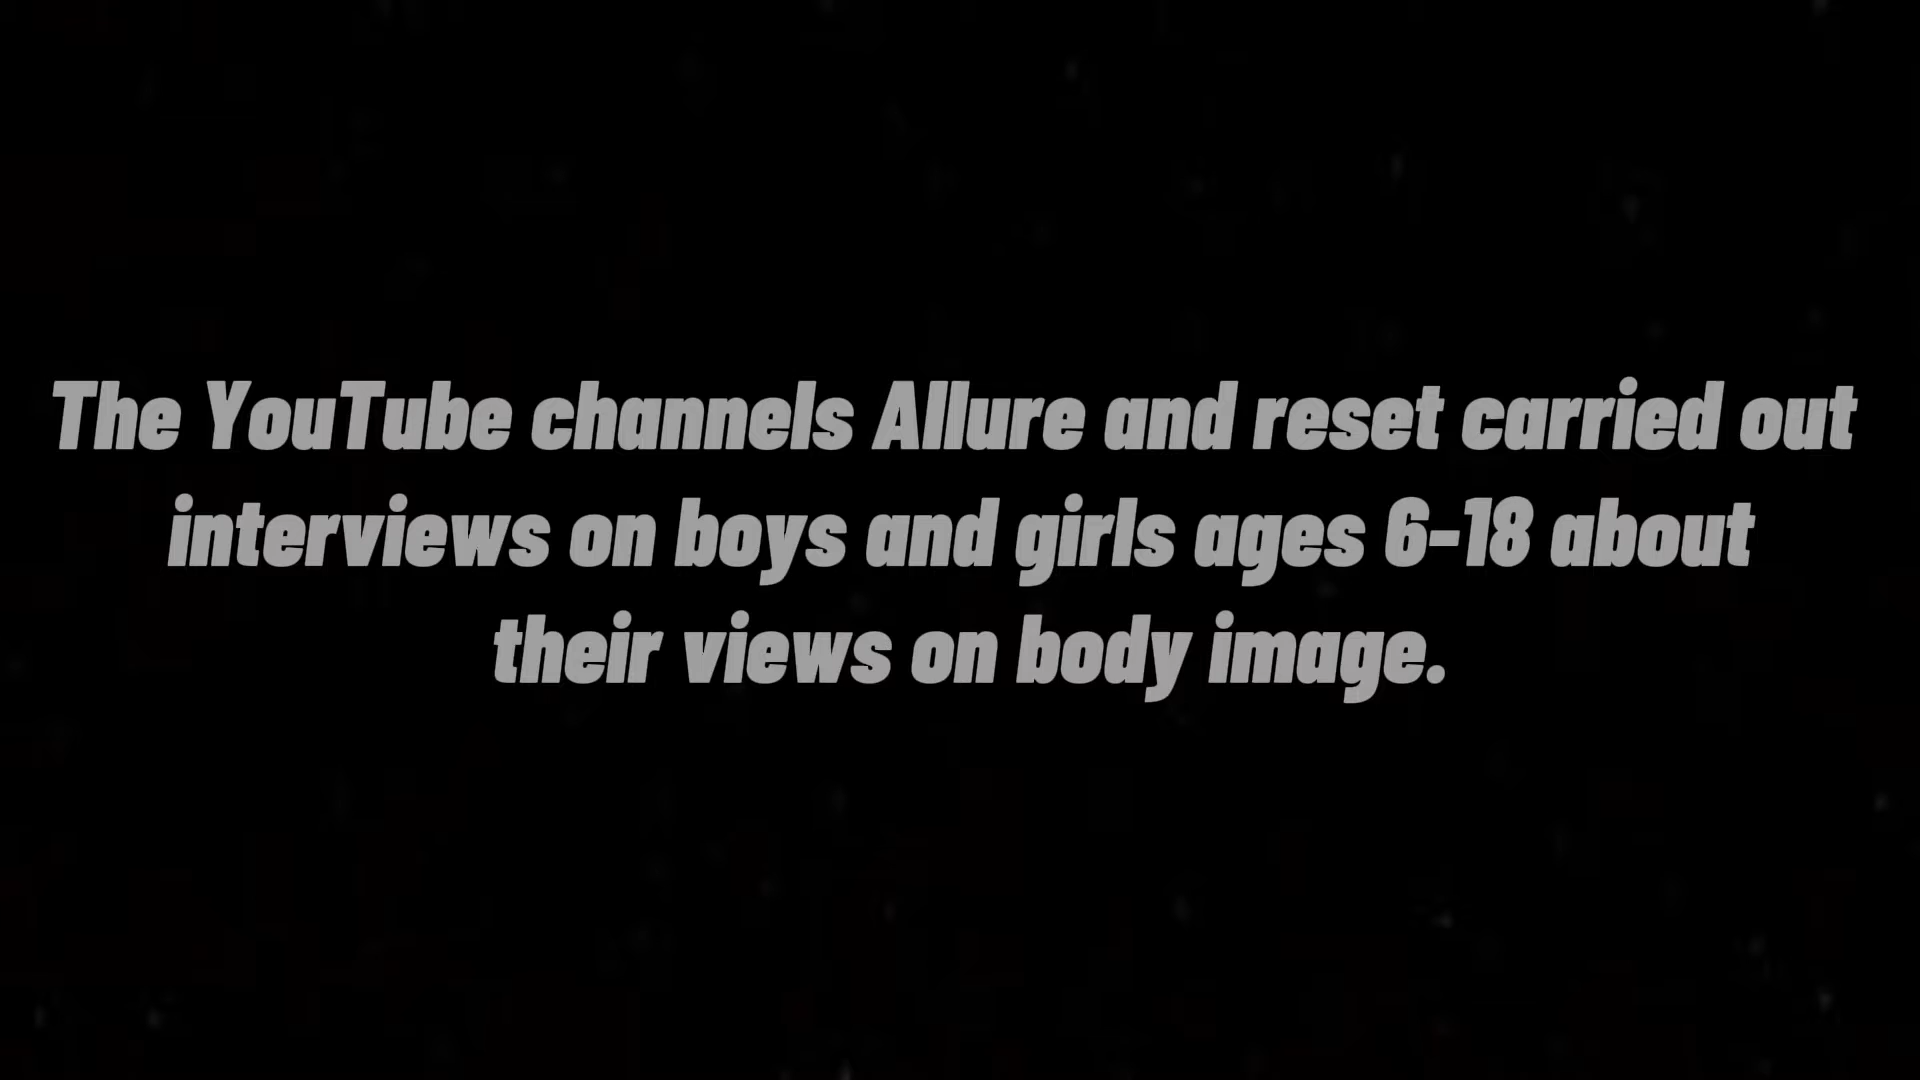 The YouTube channels Allure and reset carried out
interviews on boys and girls ages 6-18 about
their views on body image.